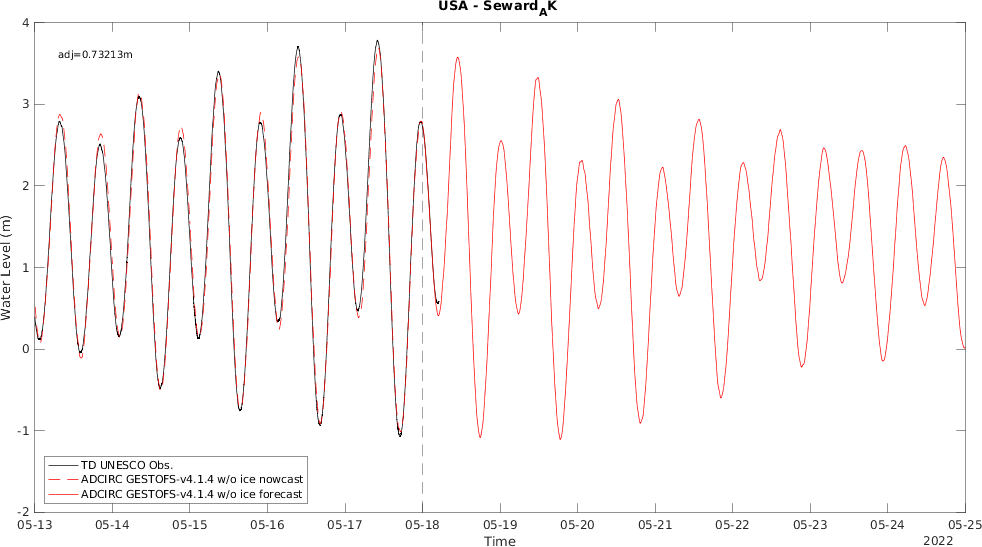 USA - Seward_AK
adj=0.73213m
4
3
2
1
0
-1
-2
Water Level (m)
TD UNESCO Obs.
ADCIRC GESTOFS-v4.1.4 w/o ice nowcast
ADCIRC GESTOFS-v4.1.4 w/o ice forecast
05-13 05-14 05-15 05-16 05-17 05-18 05-19 05-20 05-21 05-22 05-23 05-24 05-25
Time
2022